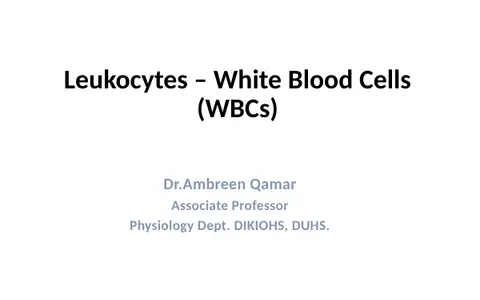 Leukocytes – White Blood Cells
(WBCs)
Dr.Ambreen Qamar
Associate Professor
Physiology Dept. DIKIOHS, DUHS.